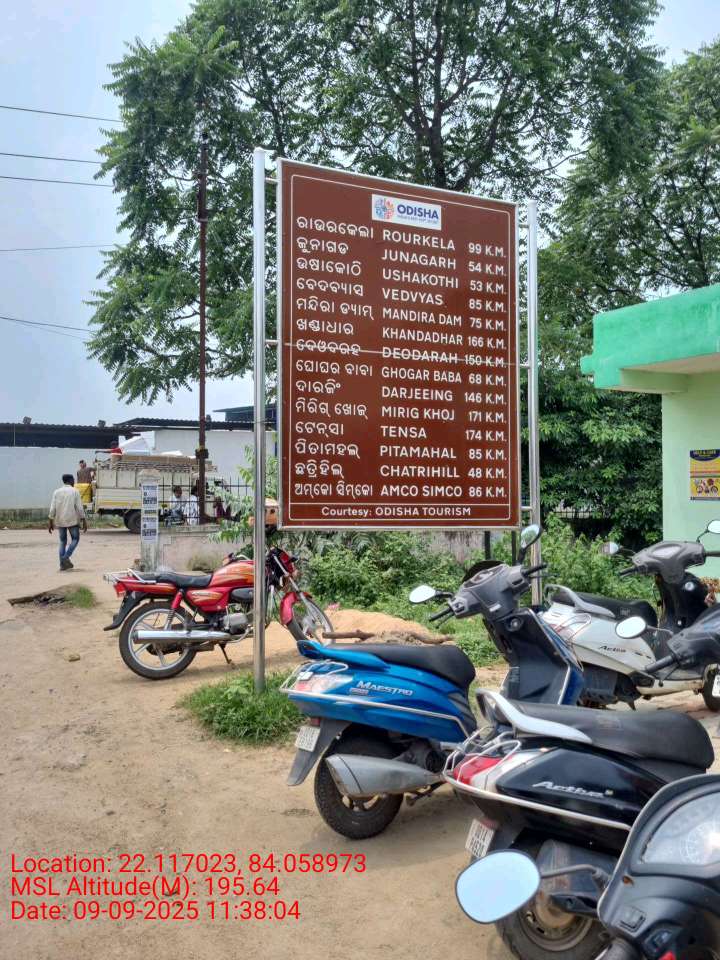 ODISHA
ରାଉରକେଲା ROURKELA 99 K.M.
ଜୁନାଗଡ JUNAGARH 54 K.M.
ଉଷାକୋଠି USHAKOTHI 53 K.M.
ବେଦବ୍ୟାସ VEDVYAS 85 K.M.
ମନ୍ଦିରା ଡ୍ୟାମ୍ MANDIRA DAM 75 K.M.
ଖଣ୍ଡାଧାର KHANDADHAR 166 K.M.
ଦେଓଦରହ DEODARAH 150 K.M.
ଘୋଘର ବାବା GHOGAR BABA 68 K.M.
ଦାରଜିଂ DARJEEING 146 K.M.
ମିରିଗ୍ ଖୋଜ୍ MIRIG KHOJ 171 K.M.
ଟେନ୍ସା TENSA 174 K.M.
ପିତାମହଲ୍ PITAMAHAL 85 K.M.
ଛତ୍ରିହିଲ୍ CHATRIHILL 48 K.M.
ଅମ୍‌କୋ ସିମ୍‌କୋ AMCO SIMCO 86 K.M.
Courtesy: ODISHA TOURISM
MAESTRO
Activa
Activa
Location: 22.117023, 84.058973
MSL Altitude(M): 195.64
Date: 09-09-2025 11:38:04